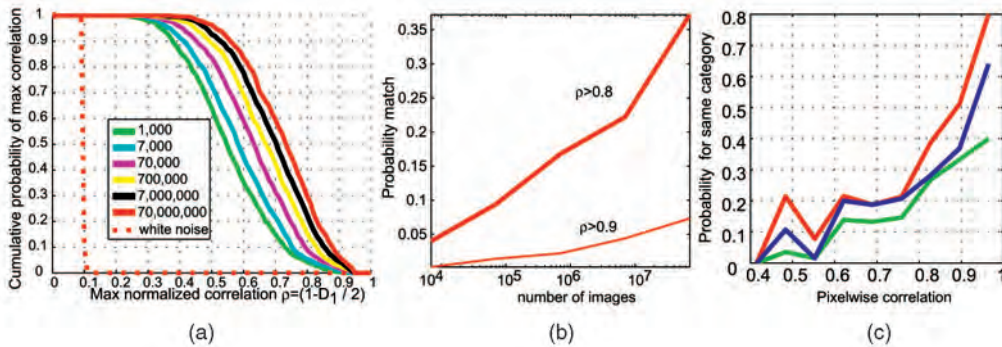 Cumulative probability of max correlation
1
0.9
0.8
0.7
0.6
0.5
0.4
0.3
0.2
0.1
0
1,000
7,000
70,000
700,000
7,000,000
70,000,000
white noise
0 0.1 0.2 0.3 0.4 0.5 0.6 0.7 0.8 0.9 1
Max normalized correlation ρ=(1-D1 / 2)
(a)
Probability match
0.35
0.25
0.15
0.05
ρ>0.8
ρ>0.9
10^4 10^5 10^6 10^7
number of images
(b)
Probability for same category
0.8
0.7
0.6
0.5
0.4
0.3
0.2
0.1
0
0.4 0.5 0.6 0.7 0.8 0.9 1
Pixelwise correlation
(c)